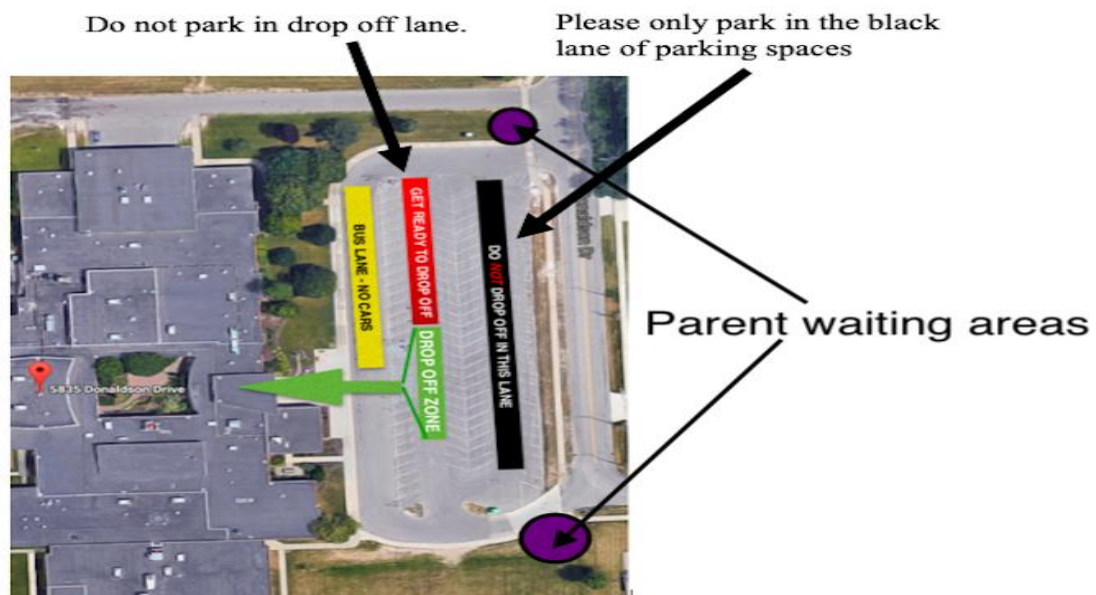 Do not park in drop off lane.
Please only park in the black
lane of parking spaces
GET READY TO DROP OFF
BUS LANE - NO CARS
DO NOT DROP OFF IN THIS LANE
DROP OFF ZONE
Parent waiting areas
5835 Donaldson Drive